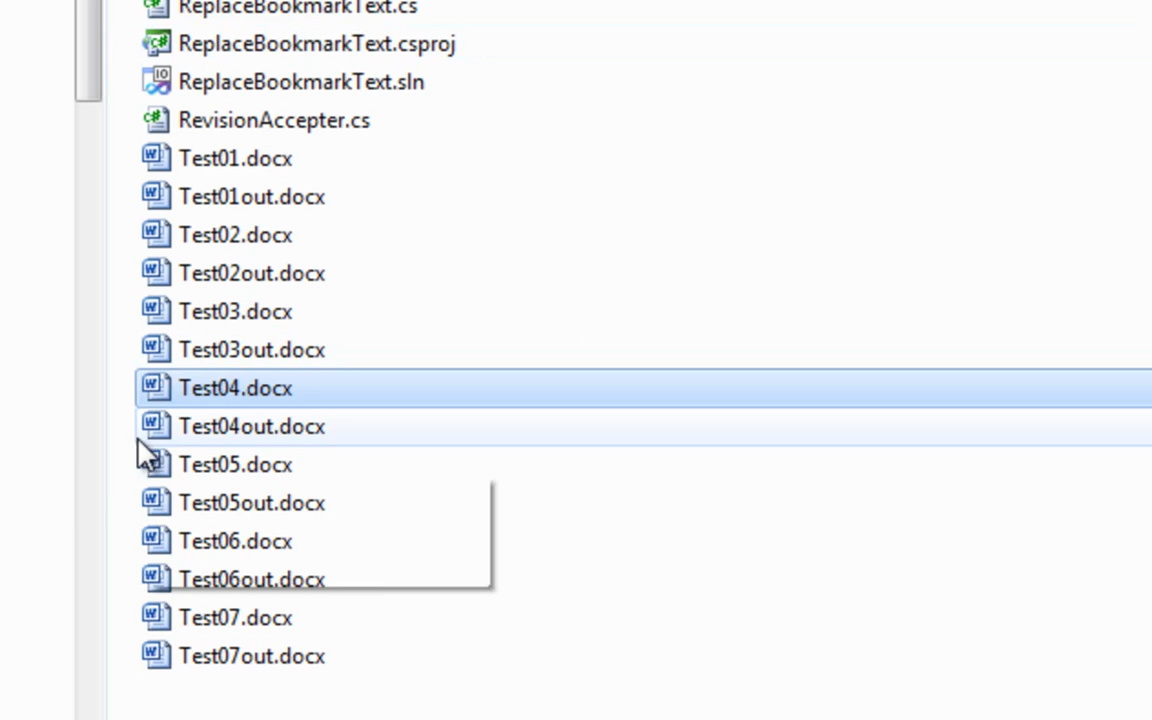 ReplaceBookmarkText.cs
ReplaceBookmarkText.csproj
ReplaceBookmarkText.sln
RevisionAccepter.cs
Test01.docx
Test01out.docx
Test02.docx
Test02out.docx
Test03.docx
Test03out.docx
Test04.docx
Test04out.docx
Test05.docx
Test05out.docx
Test06.docx
Test06out.docx
Test07.docx
Test07out.docx